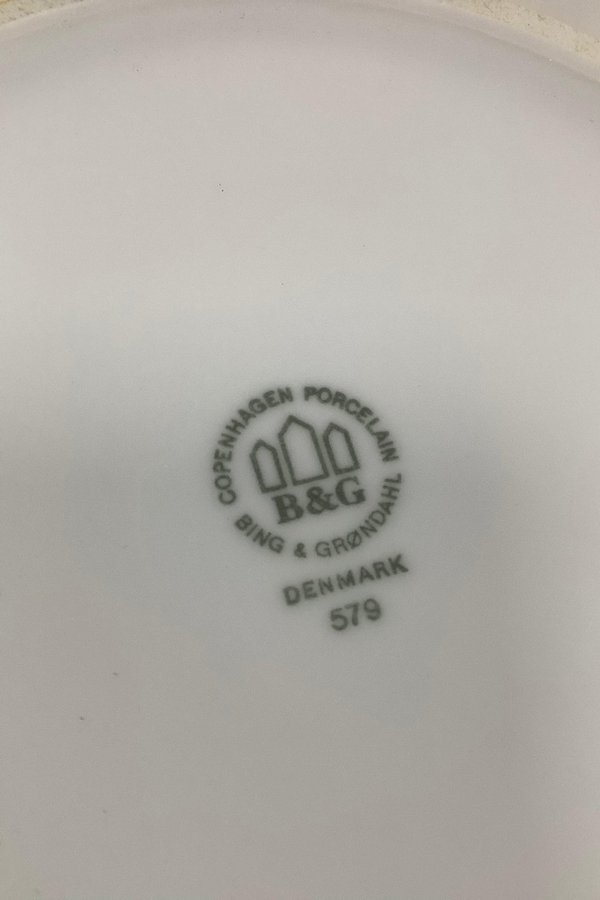 COPENHAGEN PORCELAIN
B&G
BING & GRØNDAHL
DENMARK
579